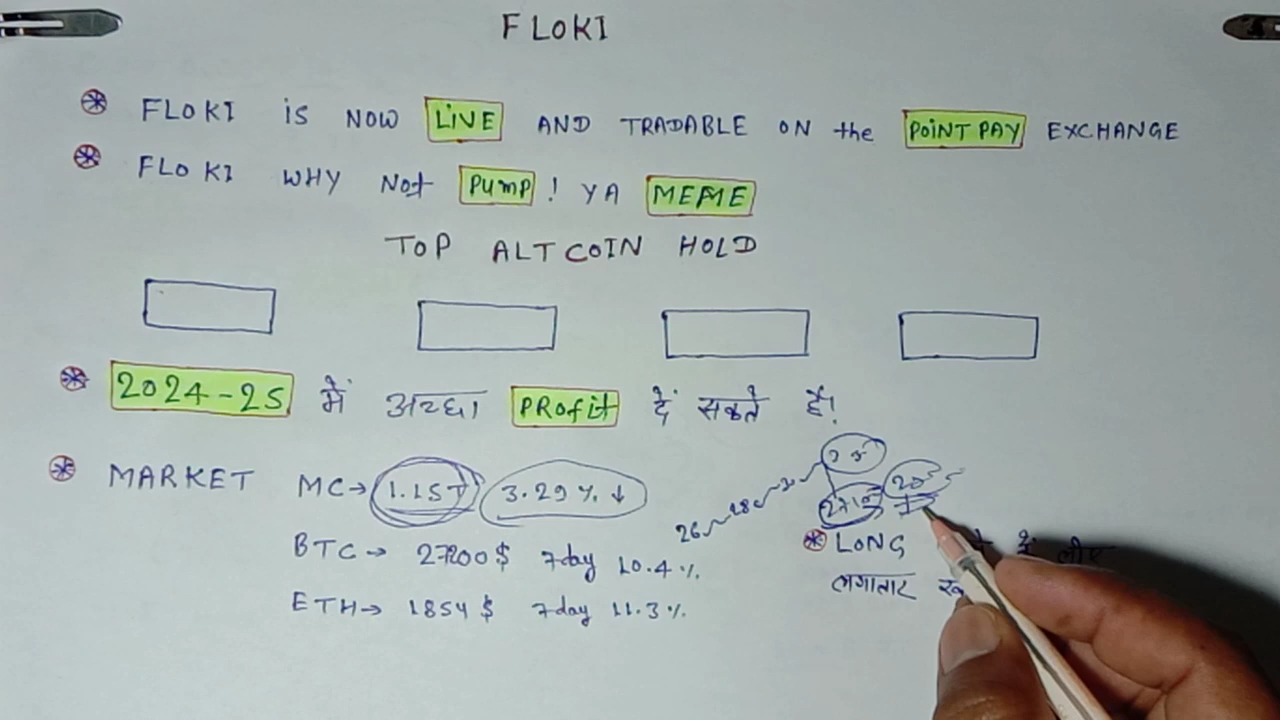 FLOKI
FLOKI is NOW LIVE AND TRADABLE ON the POINT PAY EXCHANGE
FLOKI WHY Not PUMP ! YA MEME
TOP ALTCOIN HOLD
2024-25 में अच्छा PROfit दे सकते हैं!
MARKET MC→ 1.15T 3.29%↓
26 28
BTC→ 27200$ 7day 10.4%
ETH→ 1854$ 7day 11.3%
LONG
लगातार